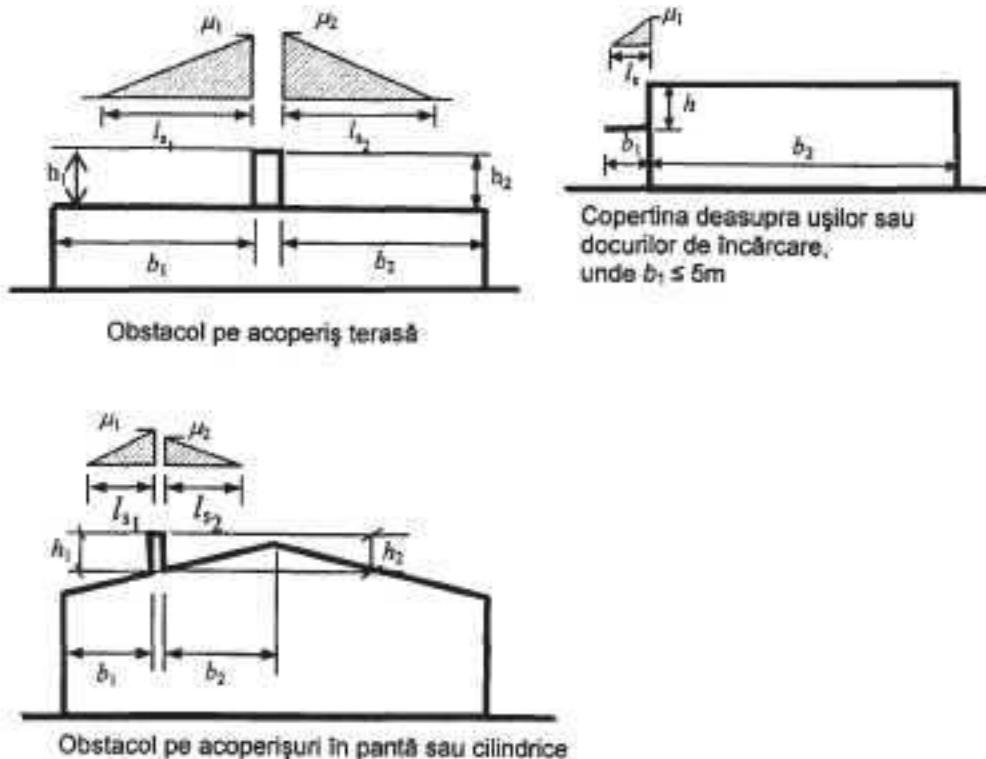 μ₁ μ₂
lₛ₁ lₛ₂
h₁ h₂
b₁ b₂
Obstacol pe acoperiş terasă
μ₁
lₛ
h
b₁ b₂
Copertina deasupra uşilor sau
docurilor de încărcare,
unde b₁ ≤ 5m
μ₁ μ₂
lₛ₁ lₛ₂
h₁ h₂
b₁ b₂
Obstacol pe acoperişuri în pantă sau cilindrice